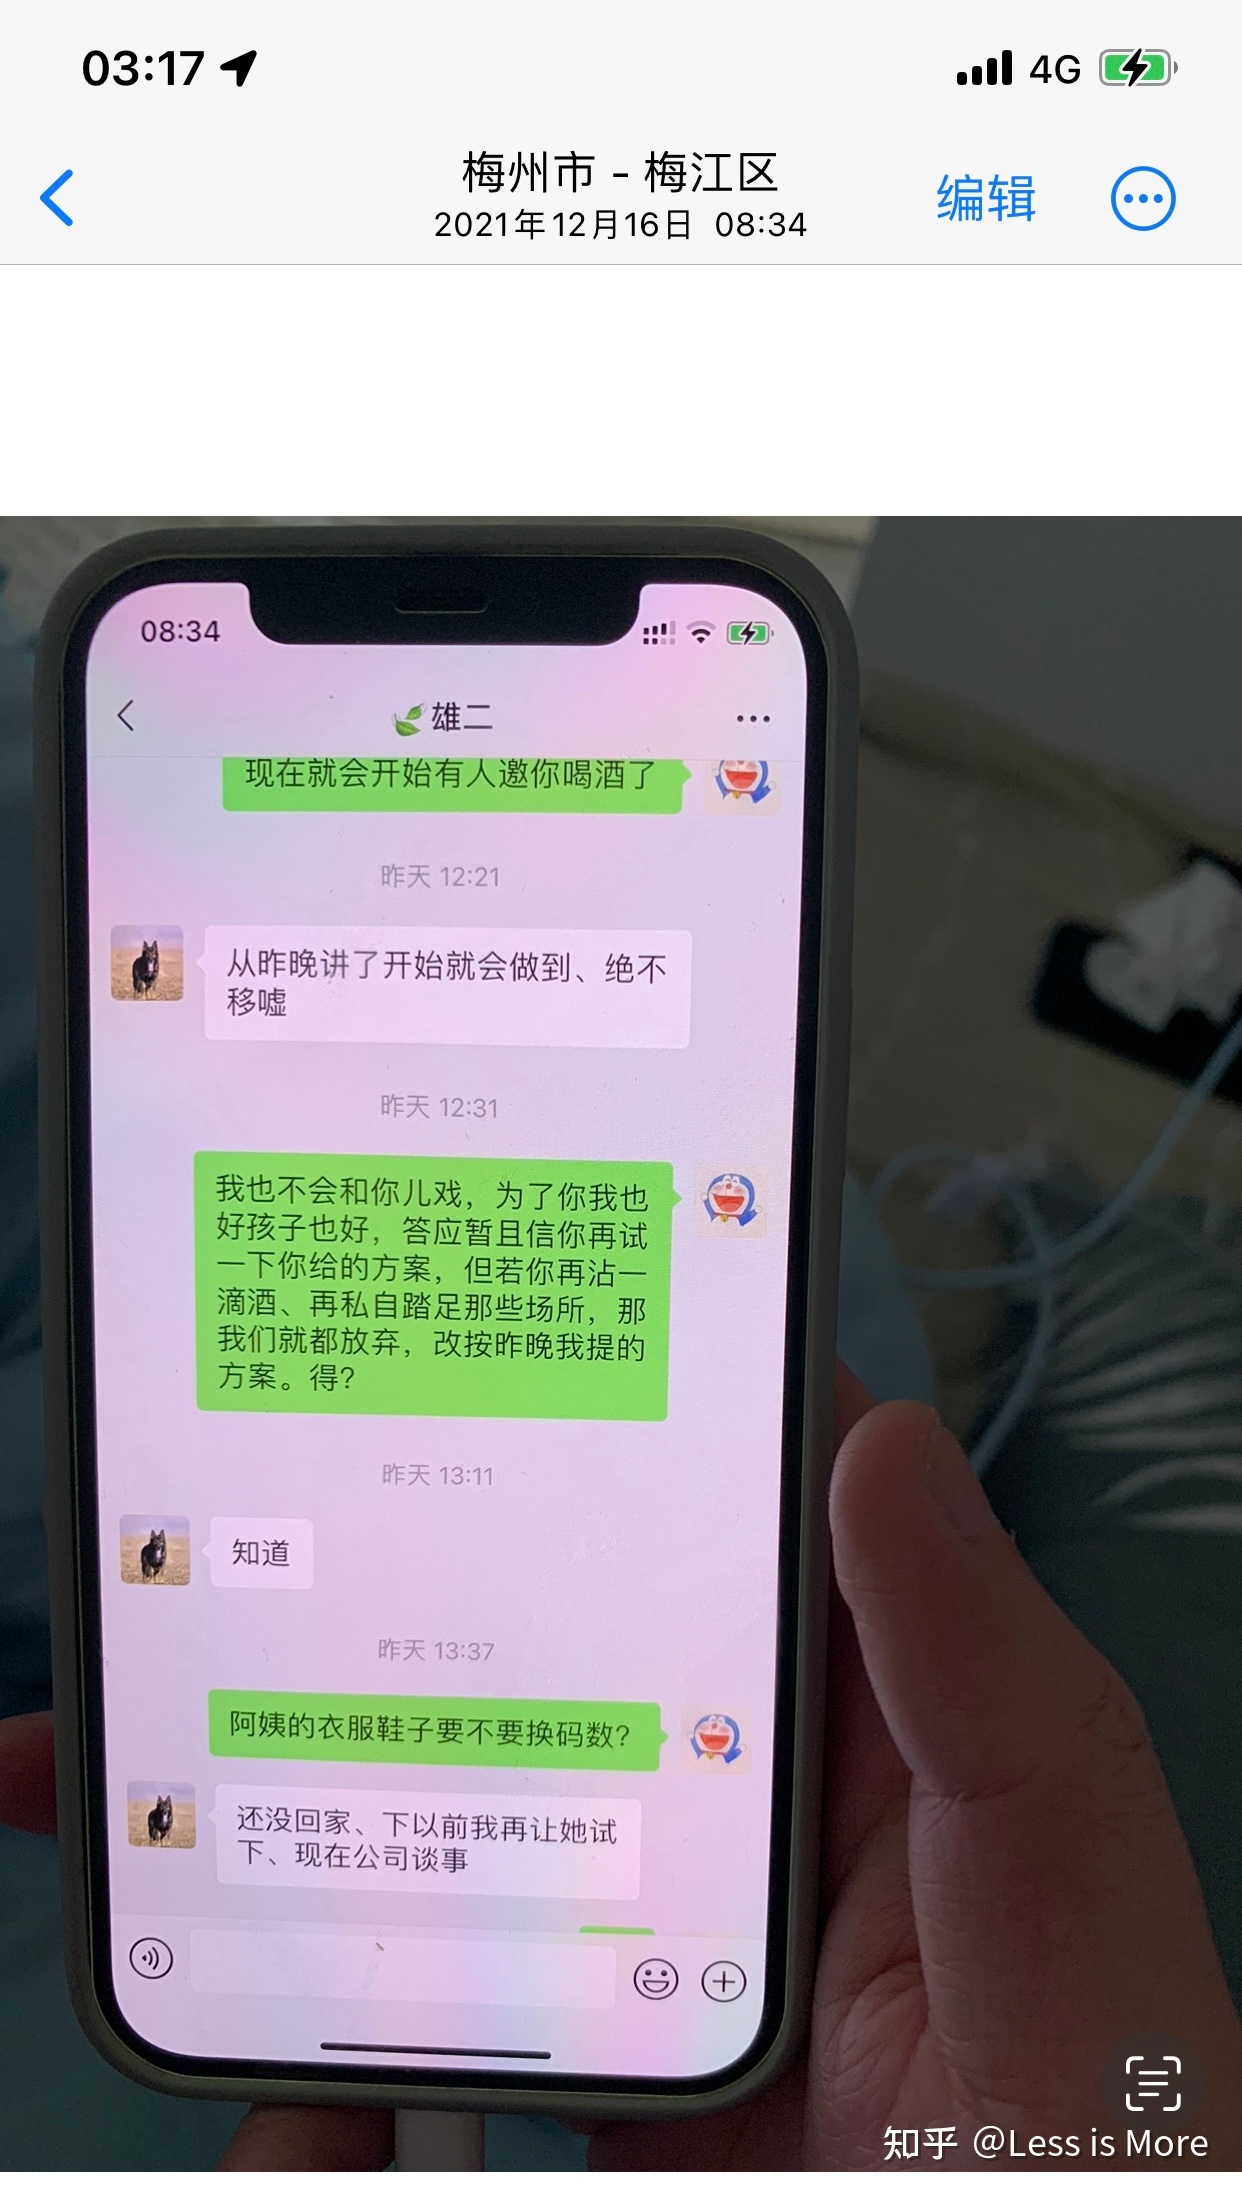 03:17
4G
梅州市 - 梅江区
2021年12月16日 08:34
编辑
08:34
雄二
现在就会开始有人邀你喝酒了
昨天 12:21
从昨晚讲了开始就会做到、绝不
移嘘
昨天 12:31
我也不会和你儿戏，为了你我也
好孩子也好，答应暂且信你再试
一下你给的方案，但若你再沾一
滴酒、再私自踏足那些场所，那
我们就都放弃，改按昨晚我提的
方案。得？
昨天 13:11
知道
昨天 13:37
阿姨的衣服鞋子要不要换码数？
还没回家、下以前我再让她试
下、现在公司谈事
知乎 @Less is More